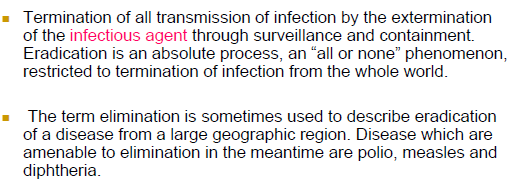 Termination of all transmission of infection by the extermination
of the infectious agent through surveillance and containment.
Eradication is an absolute process, an “all or none” phenomenon,
restricted to termination of infection from the whole world.
The term elimination is sometimes used to describe eradication
of a disease from a large geographic region. Disease which are
amenable to elimination in the meantime are polio, measles and
diphtheria.